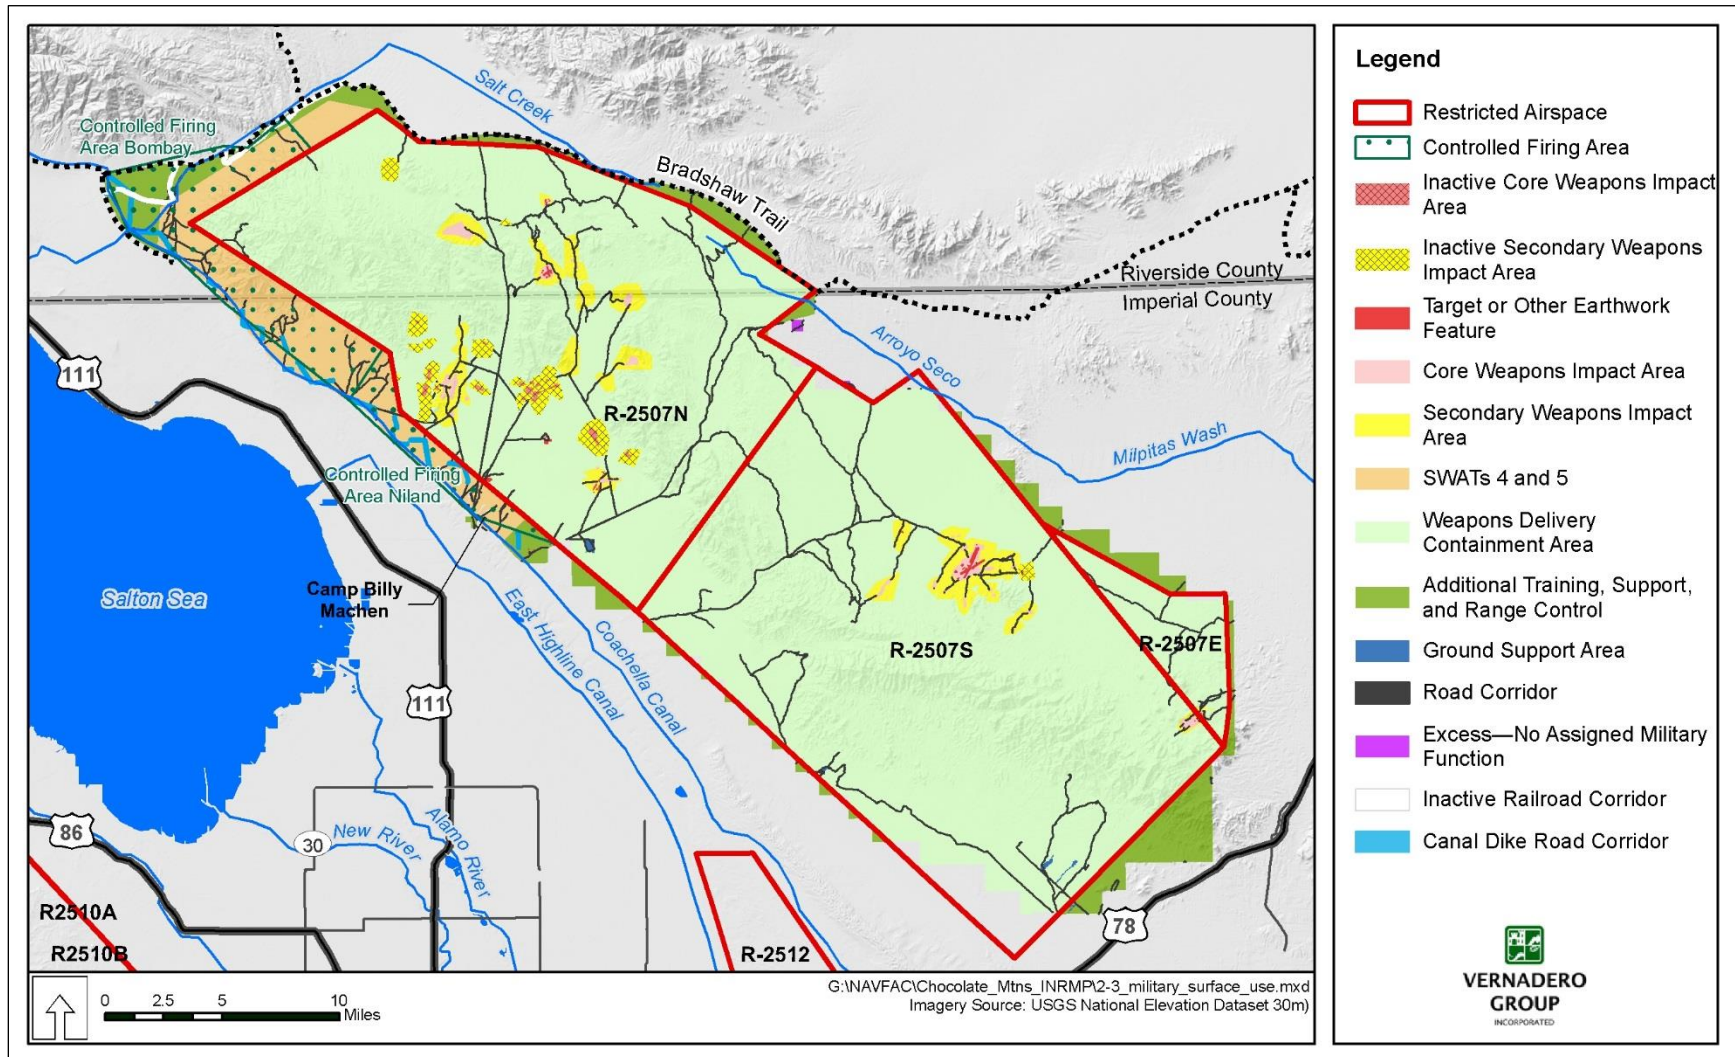 Controlled Firing
Area Bombay
Salt Creek
Bradshaw Trail
Riverside County
Imperial County
Arroyo Seco
Milpitas Wash
111
R-2507N
Controlled Firing
Area Niland
Salton Sea
Camp Billy
Machen
East Highline Canal
Coachella Canal
R-2507S
R-2507E
111
86
30
New River
Alamo River
78
R2510A
R2510B
R-2512
0
2.5
5
10
Miles
G:\NAVFAC\Chocolate_Mtns_INRMP\2-3_military_surface_use.mxd
Imagery Source: USGS National Elevation Dataset 30m)
Legend
Restricted Airspace
Controlled Firing Area
Inactive Core Weapons Impact
Area
Inactive Secondary Weapons
Impact Area
Target or Other Earthwork
Feature
Core Weapons Impact Area
Secondary Weapons Impact
Area
SWATs 4 and 5
Weapons Delivery
Containment Area
Additional Training, Support,
and Range Control
Ground Support Area
Road Corridor
Excess—No Assigned Military
Function
Inactive Railroad Corridor
Canal Dike Road Corridor
VERNADERO
GROUP
INCORPORATED